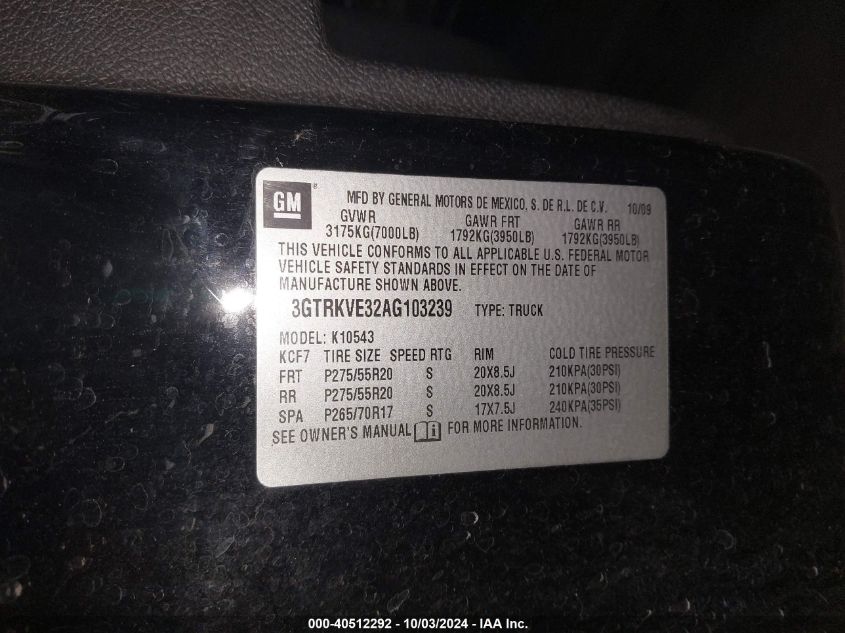 GM ®
MFD BY GENERAL MOTORS DE MEXICO, S. DE R.L. DE C.V. 10/09
GVWR GAWR FRT GAWR RR
3175KG(7000LB) 1792KG(3950LB) 1792KG(3950LB)
THIS VEHICLE CONFORMS TO ALL APPLICABLE U.S. FEDERAL MOTOR
VEHICLE SAFETY STANDARDS IN EFFECT ON THE DATE OF
MANUFACTURE SHOWN ABOVE.
3GTRKVE32AG103239 TYPE: TRUCK
MODEL: K10543
KCF7 TIRE SIZE SPEED RTG RIM COLD TIRE PRESSURE
FRT P275/55R20 S 20X8.5J 210KPA(30PSI)
RR P275/55R20 S 20X8.5J 210KPA(30PSI)
SPA P265/70R17 S 17X7.5J 240KPA(35PSI)
SEE OWNER'S MANUAL i FOR MORE INFORMATION.
000-40512292 - 10/03/2024 - IAA Inc.